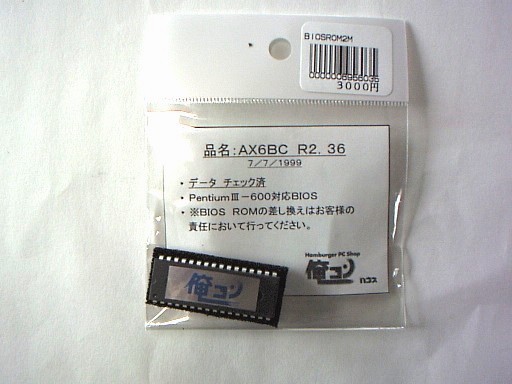 BIOSROM2M
0000006956035
3000円
品名:AX6BC R2.36
7/7/1999
・データ チェック済
・PentiumⅢ-600対応BIOS
・※BIOS ROMの差し換えはお客様の
責任において行ってください。
Hamburger PC Shop
俺コン
ハウス
俺コン